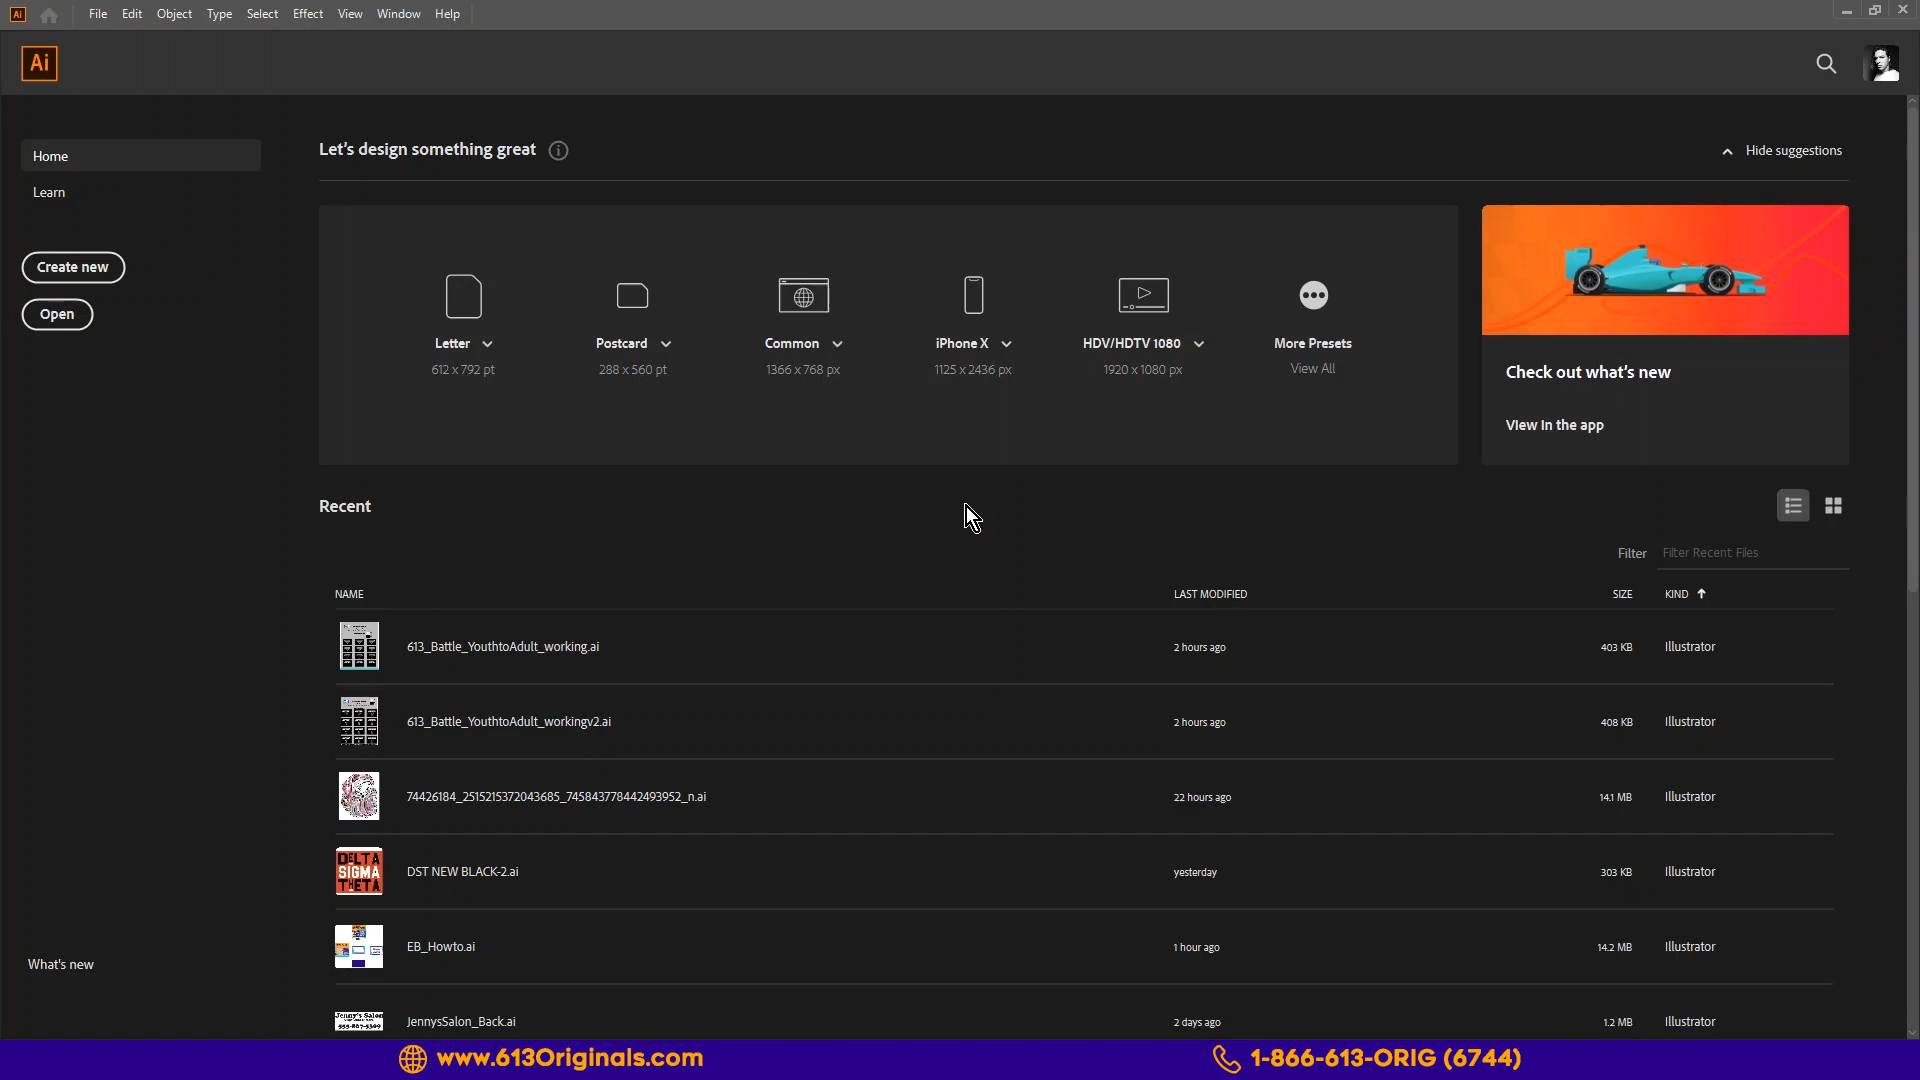 Ai File Edit Object Type Select Effect View Window Help
Ai
Home
Learn
Create new
Open
What's new
Let's design something great
Hide suggestions
Letter
612 x 792 pt
Postcard
288 x 560 pt
Common
1366 x 768 px
iPhone X
1125 x 2436 px
HDV/HDTV 1080
1920 x 1080 px
More Presets
View All
Check out what's new
View in the app
Recent
Filter Filter Recent Files
NAME LAST MODIFIED SIZE KIND
613_Battle_YouthtoAdult_working.ai 2 hours ago 403 KB Illustrator
613_Battle_YouthtoAdult_workingv2.ai 2 hours ago 408 KB Illustrator
74426184_2515215372043685_745843778442493952_n.ai 22 hours ago 14.1 MB Illustrator
DELTA
SIGMA
THETA
DST NEW BLACK-2.ai yesterday 303 KB Illustrator
EB_Howto.ai 1 hour ago 14.2 MB Illustrator
Jenny's Salon
555-867-5309
JennysSalon_Back.ai 2 days ago 1.2 MB Illustrator
www.613Originals.com 1-866-613-ORIG (6744)